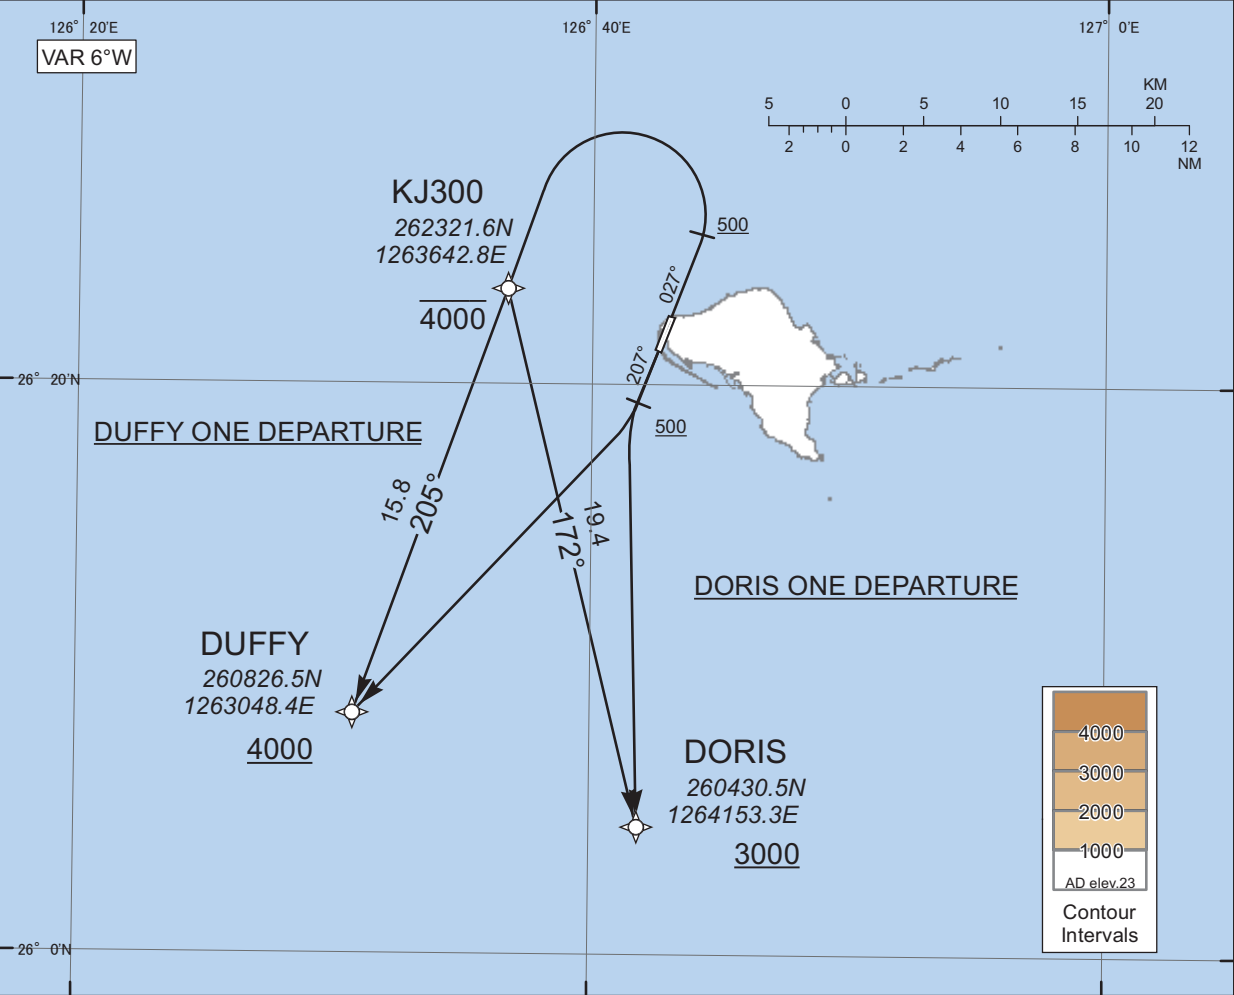 126° 20'E
126° 40'E
127° 0'E
VAR 6°W
KM
5 0 5 10 15 20
2 0 2 4 6 8 10 12
NM
KJ300
262321.6N
1263642.8E
4000
500
027°
207°
500
26° 20'N
DUFFY ONE DEPARTURE
15.8
205°
19.4
172°
DORIS ONE DEPARTURE
DUFFY
260826.5N
1263048.4E
4000
DORIS
260430.5N
1264153.3E
3000
4000
3000
2000
1000
AD elev.23
Contour
Intervals
26° 0'N